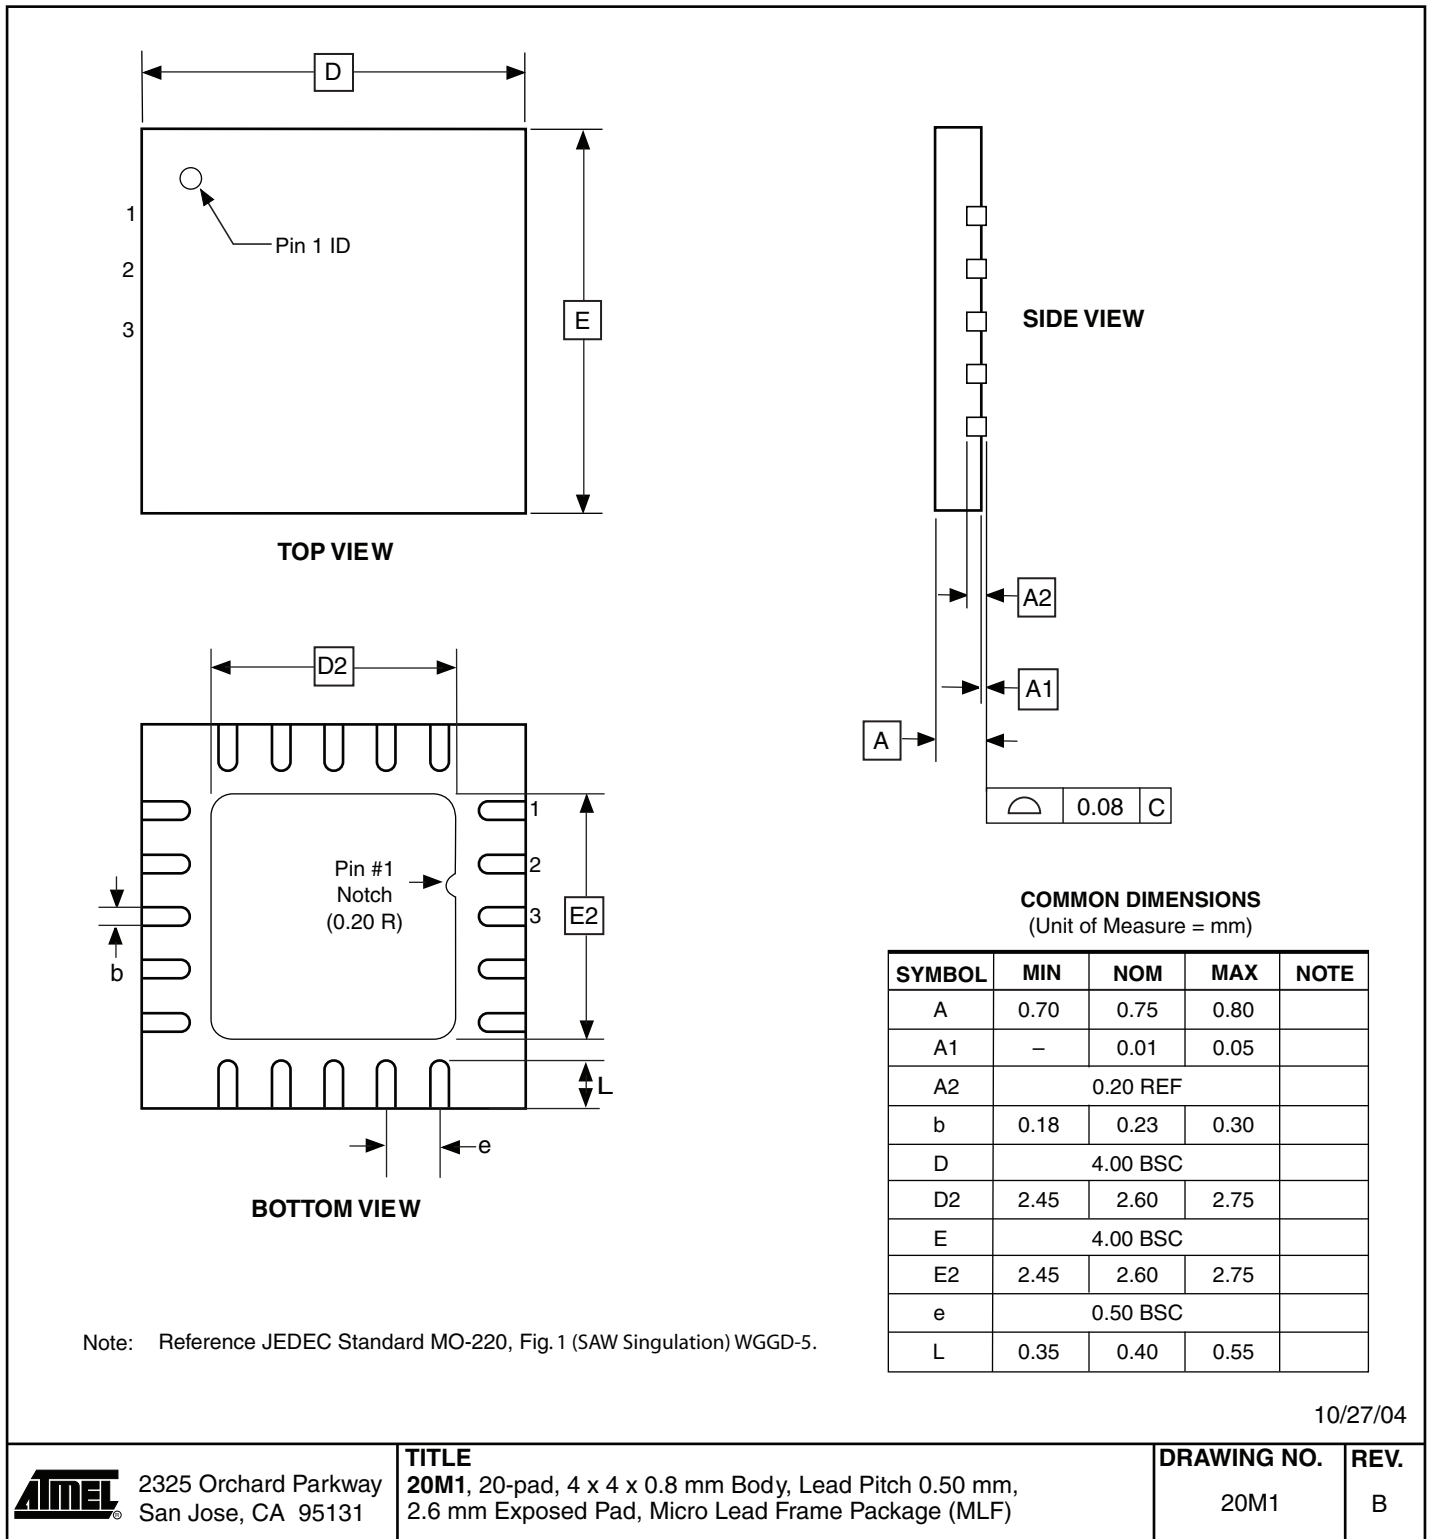 D
1
2
3
Pin 1 ID
E
TOP VIEW
SIDE VIEW
A2
A1
A
0.08 C
D2
1
2
3
Pin #1
Notch
(0.20 R)
E2
b
L
e
BOTTOM VIEW
COMMON DIMENSIONS
(Unit of Measure = mm)
SYMBOL MIN NOM MAX NOTE
A 0.70 0.75 0.80
A1 – 0.01 0.05
A2 0.20 REF
b 0.18 0.23 0.30
D 4.00 BSC
D2 2.45 2.60 2.75
E 4.00 BSC
E2 2.45 2.60 2.75
e 0.50 BSC
L 0.35 0.40 0.55
Note: Reference JEDEC Standard MO-220, Fig. 1 (SAW Singulation) WGGD-5.
10/27/04
ATMEL ®
2325 Orchard Parkway
San Jose, CA 95131
TITLE
20M1, 20-pad, 4 x 4 x 0.8 mm Body, Lead Pitch 0.50 mm,
2.6 mm Exposed Pad, Micro Lead Frame Package (MLF)
DRAWING NO.
20M1
REV.
B